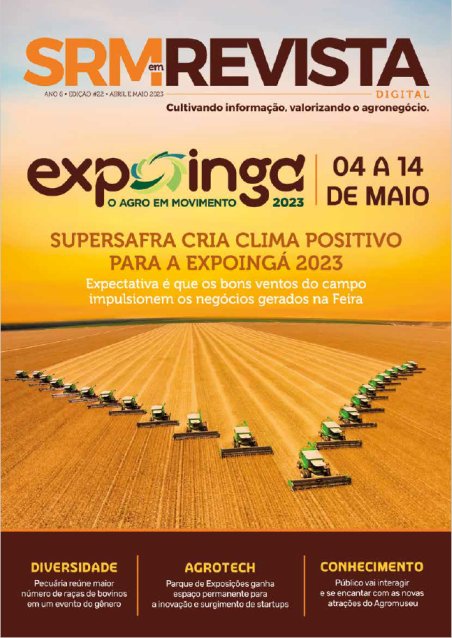 SRM em REVISTA
DIGITAL
ANO 6 • EDIÇÃO #22 • ABRIL E MAIO 2023
Cultivando informação, valorizando o agronegócio.
expoingá
O AGRO EM MOVIMENTO 2023
04 A 14
DE MAIO
SUPERSAFRA CRIA CLIMA POSITIVO
PARA A EXPOINGÁ 2023
Expectativa é que os bons ventos do campo
impulsionem os negócios gerados na Feira
DIVERSIDADE
Pecuária reúne maior
número de raças de bovinos
em um evento de gênero
AGROTECH
Parque de Exposições ganha
espaço permanente para
a inovação e surgimento de startups
CONHECIMENTO
Público vai interagir
e se encantar com as novas
atrações do Agromuseu